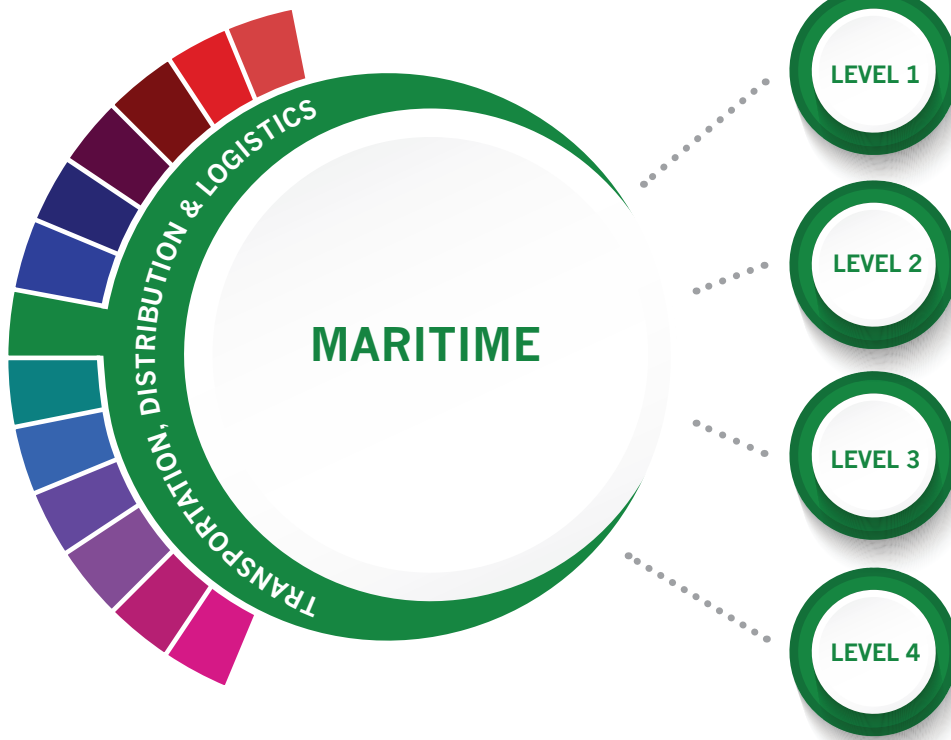 TRANSPORTATION, DISTRIBUTION & LOGISTICS
MARITIME
LEVEL 1
LEVEL 2
LEVEL 3
LEVEL 4